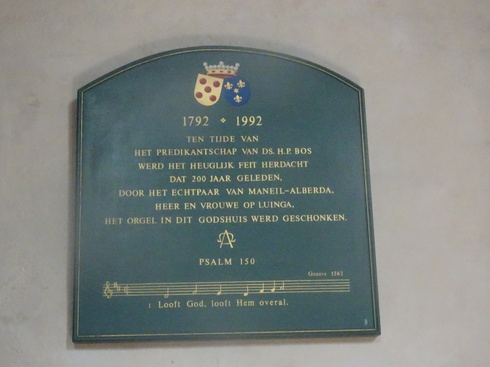 1792 ✦ 1992
TEN TIJDE VAN
HET PREDIKANTSCHAP VAN DS. H.P. BOS
WERD HET HEUGLIJK FEIT HERDACHT
DAT 200 JAAR GELEDEN,
DOOR HET ECHTPAAR VAN MANEIL-ALBERDA,
HEER EN VROUWE OP LUINGA,
HET ORGEL IN DIT GODSHUIS WERD GESCHONKEN.
PSALM 150
1562
1 Looft God, looft Hem overal.